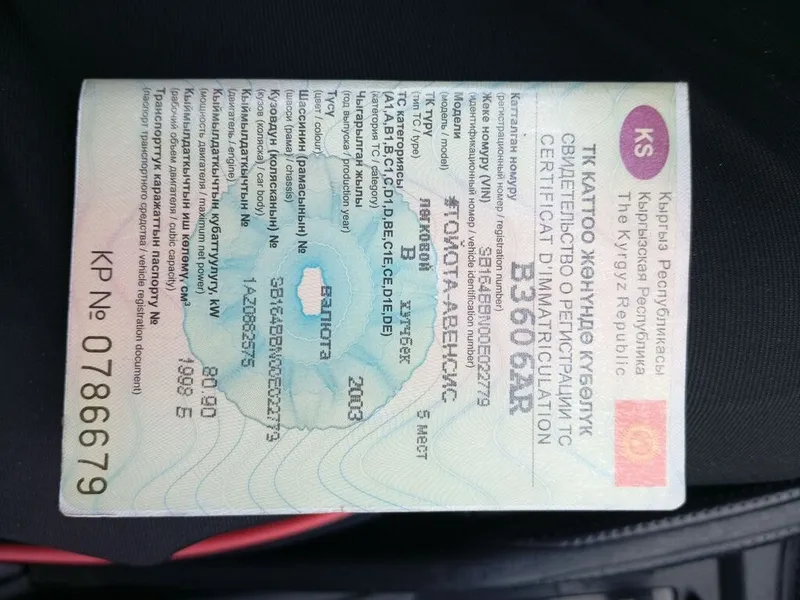 KS
Кыргыз Республикасы
Кыргызская Республика
The Kyrgyz Republic
ТК КАТТОО ЖӨНҮНДӨ КҮБӨЛҮК
СВИДЕТЕЛЬСТВО О РЕГИСТРАЦИИ ТС
CERTIFICAT D'IMMATRICULATION
Катталган номуру B3606AR
(регистрационный номер / registration number)
Жеке номуру (VIN) SB164BBN00E022779
(идентификационный номер / vehicle identification number)
Модели #ТОЙОТА-АВЕНСИС
(модель / model)
ТК түрү легковой хэтчбек 5 мест
(тип ТС / type)
ТС категориясы B
(A1,A,B1,B,C1,C,D1,D,BE,C1E,CE,D1E,DE)
(категория ТС / category)
Чыгарылган жылы 2003
(год выпуска / production year)
Түсү валюта
(цвет / colour)
Шассинин (рамасынын) №
(шасси (рама) / chassis)
Кузовдун (колясканын) № SB164BBN00E022779
(кузов (коляска) / car body)
Кыймылдаткычтын № 1AZ0862575
(двигатель / engine)
Кыймылдаткычтын кубаттуулугу, kW 80.90
(мощность двигателя / maximum net power)
Кыймылдаткычтын иш көлөмү, см³ 1998 Б
(рабочий объем двигателя / cubic capacity)
Транспорттук каражаттын паспорту №
(паспорт транспортного средства / vehicle registration document)
КР № 0786679